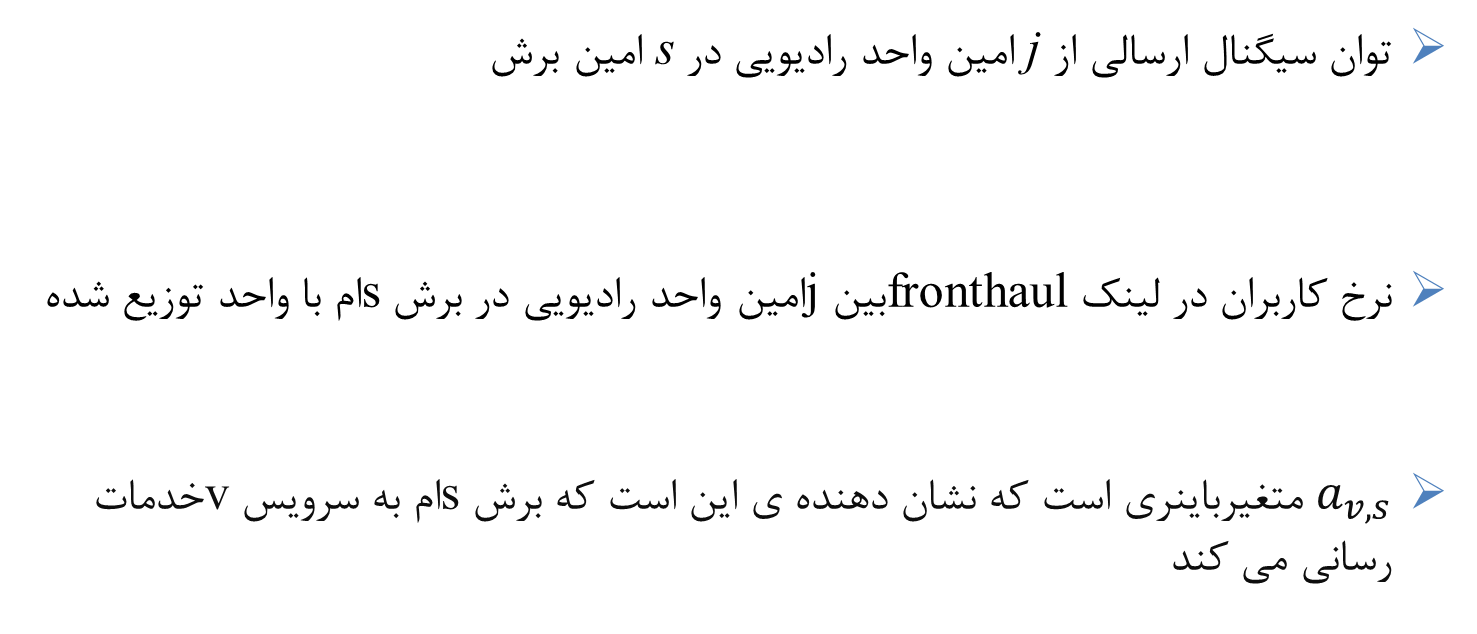 توان سیگنال ارسالی از j امین واحد رادیویی در s امین برش
نرخ کاربران در لینک fronthaulبین jامین واحد رادیویی در برش sام با واحد توزیع شده
a_{v,s} متغیرباینری است که نشان دهنده ی این است که برش sام به سرویس vخدمات
رسانی می کند